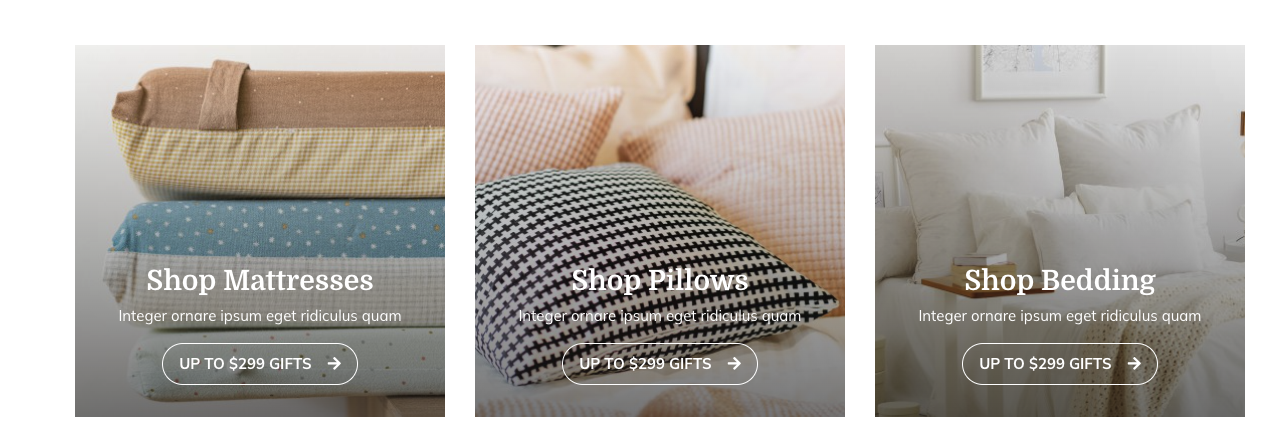 Shop Mattresses
Integer ornare ipsum eget ridiculus quam
UP TO $299 GIFTS
Shop Pillows
Integer ornare ipsum eget ridiculus quam
UP TO $299 GIFTS
Shop Bedding
Integer ornare ipsum eget ridiculus quam
UP TO $299 GIFTS